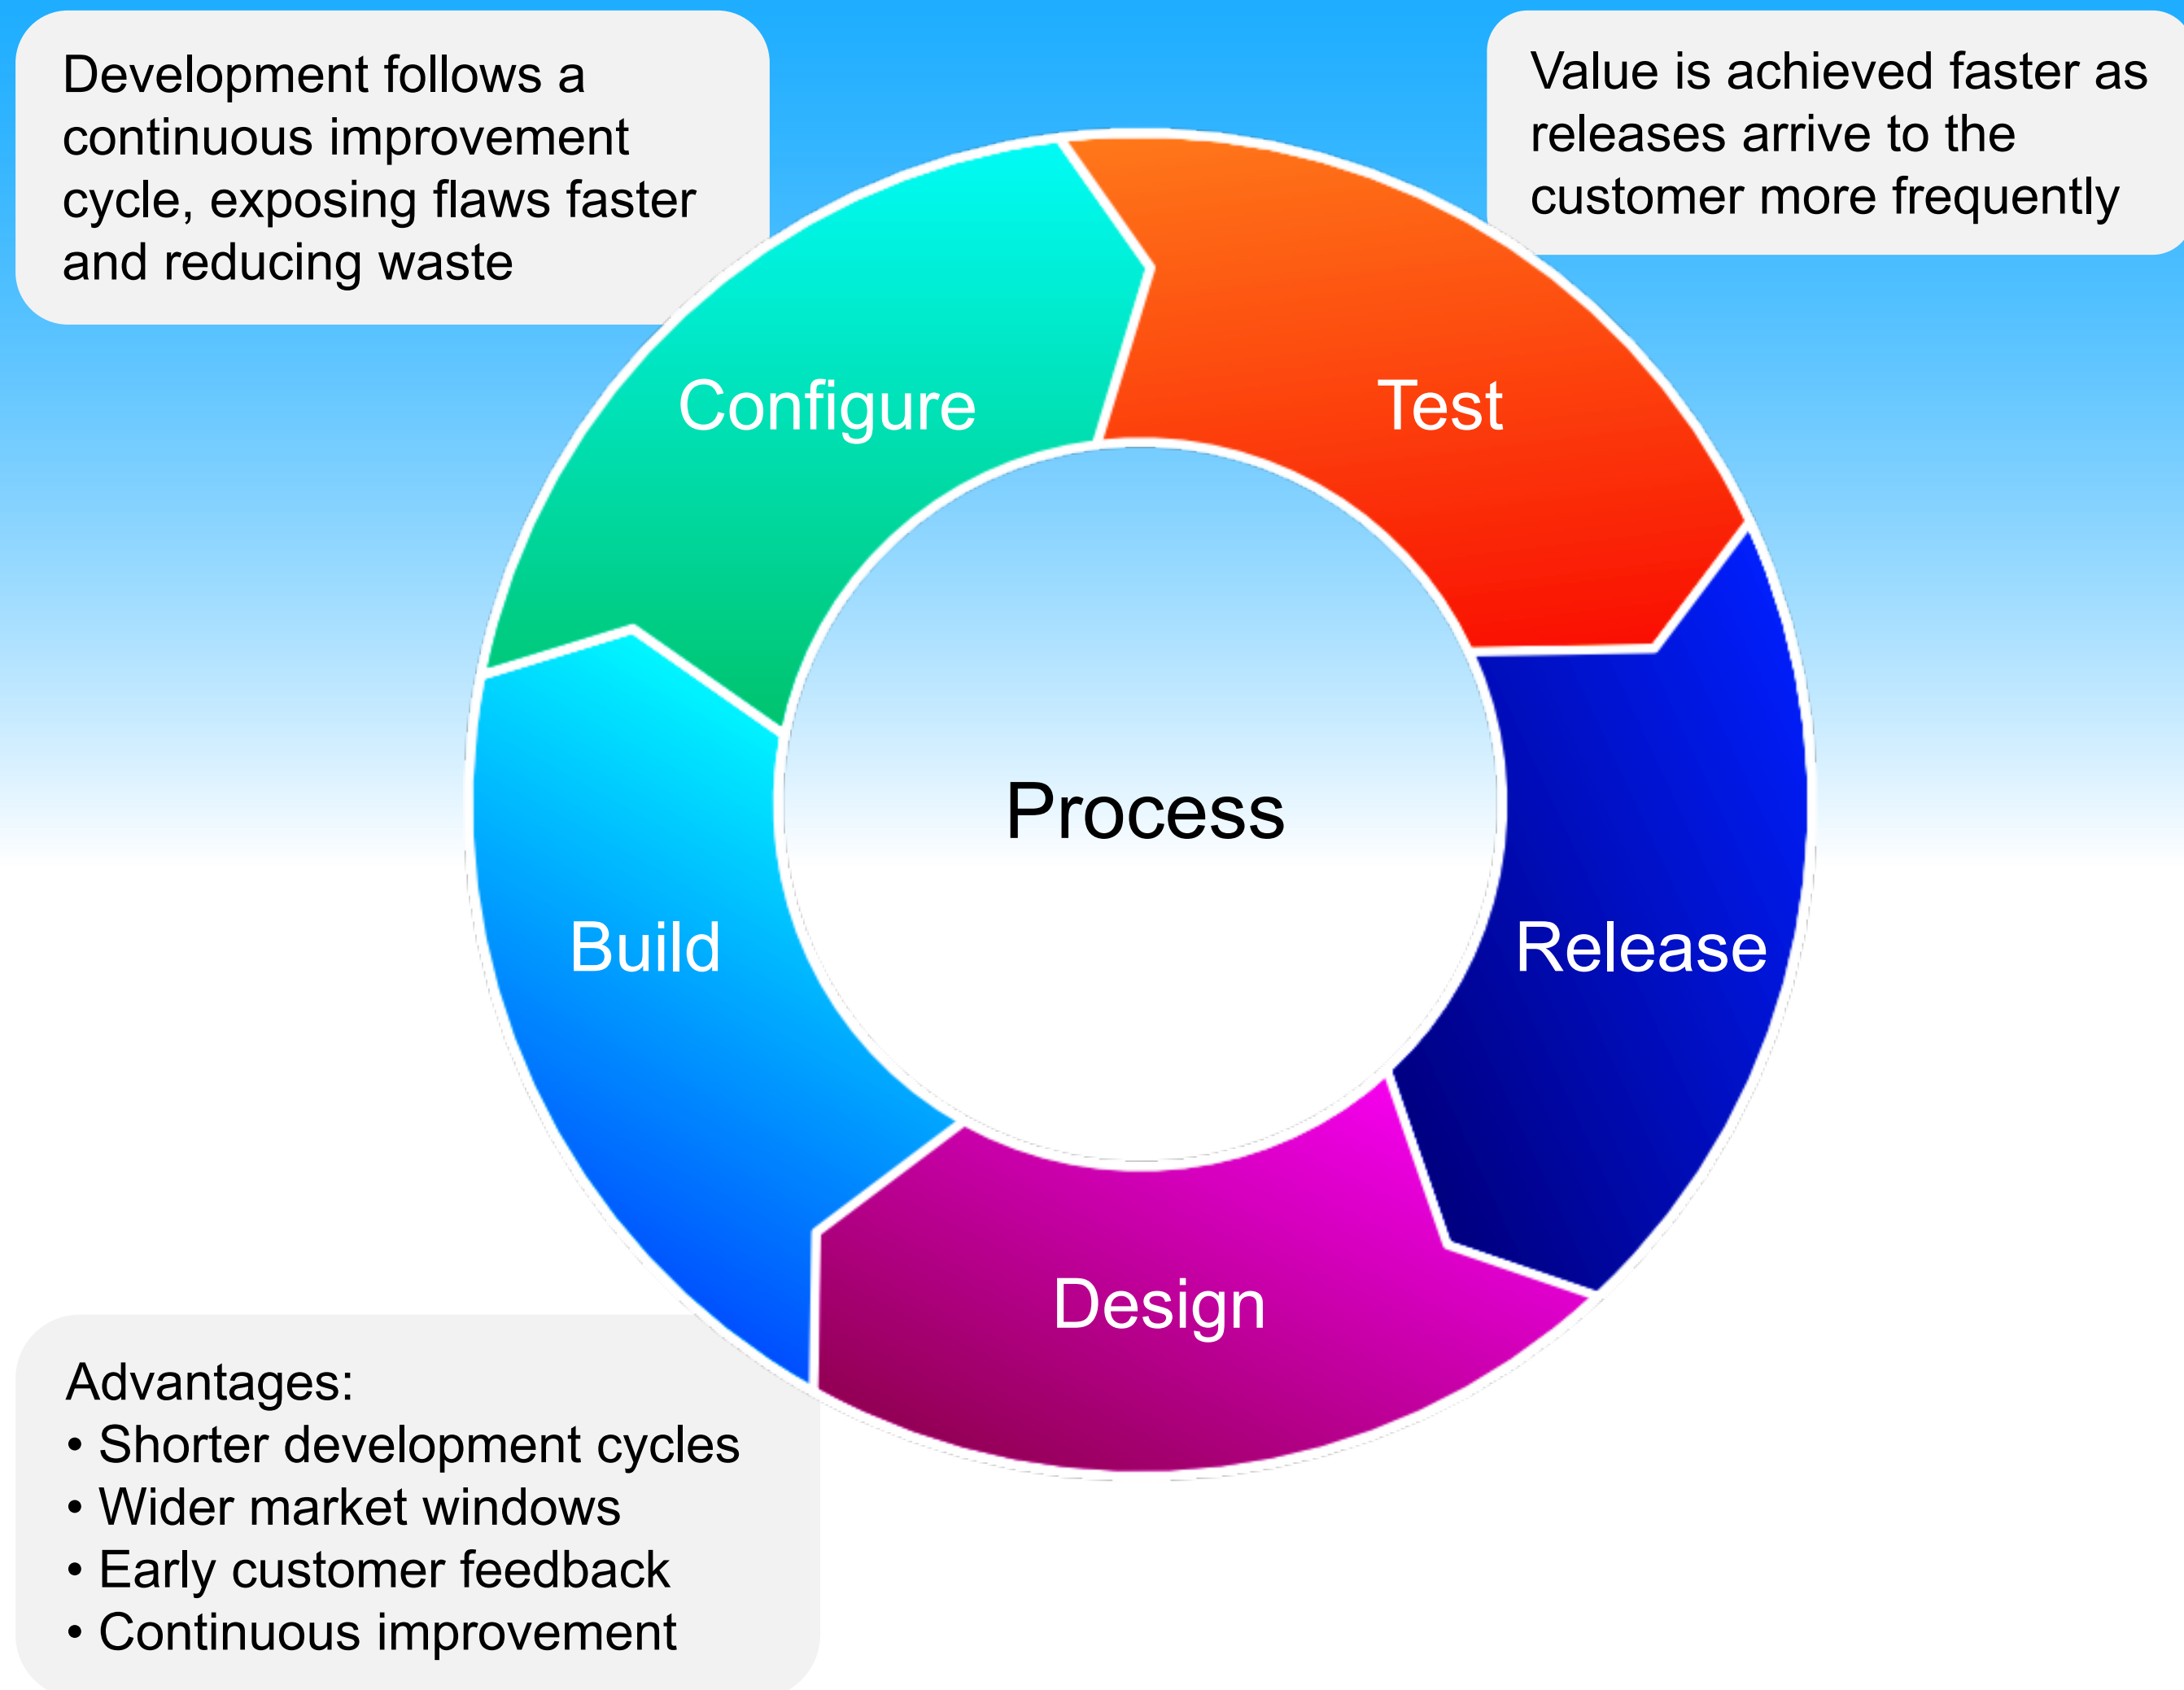 Development follows a
continuous improvement
cycle, exposing flaws faster
and reducing waste
Value is achieved faster as
releases arrive to the
customer more frequently
Configure
Test
Process
Build
Release
Design
Advantages:
• Shorter development cycles
• Wider market windows
• Early customer feedback
• Continuous improvement